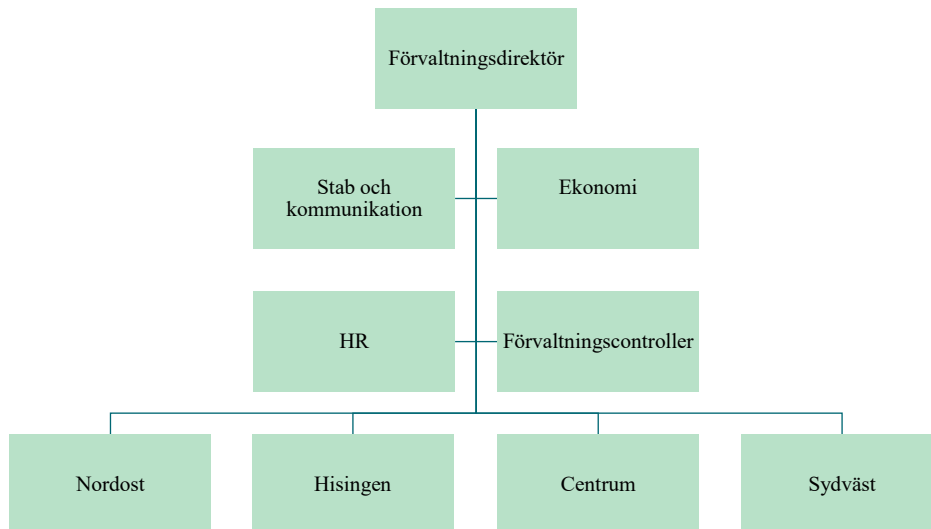 Förvaltningsdirektör
Stab och
kommunikation
Ekonomi
HR
Förvaltningscontroller
Nordost
Hisingen
Centrum
Sydväst